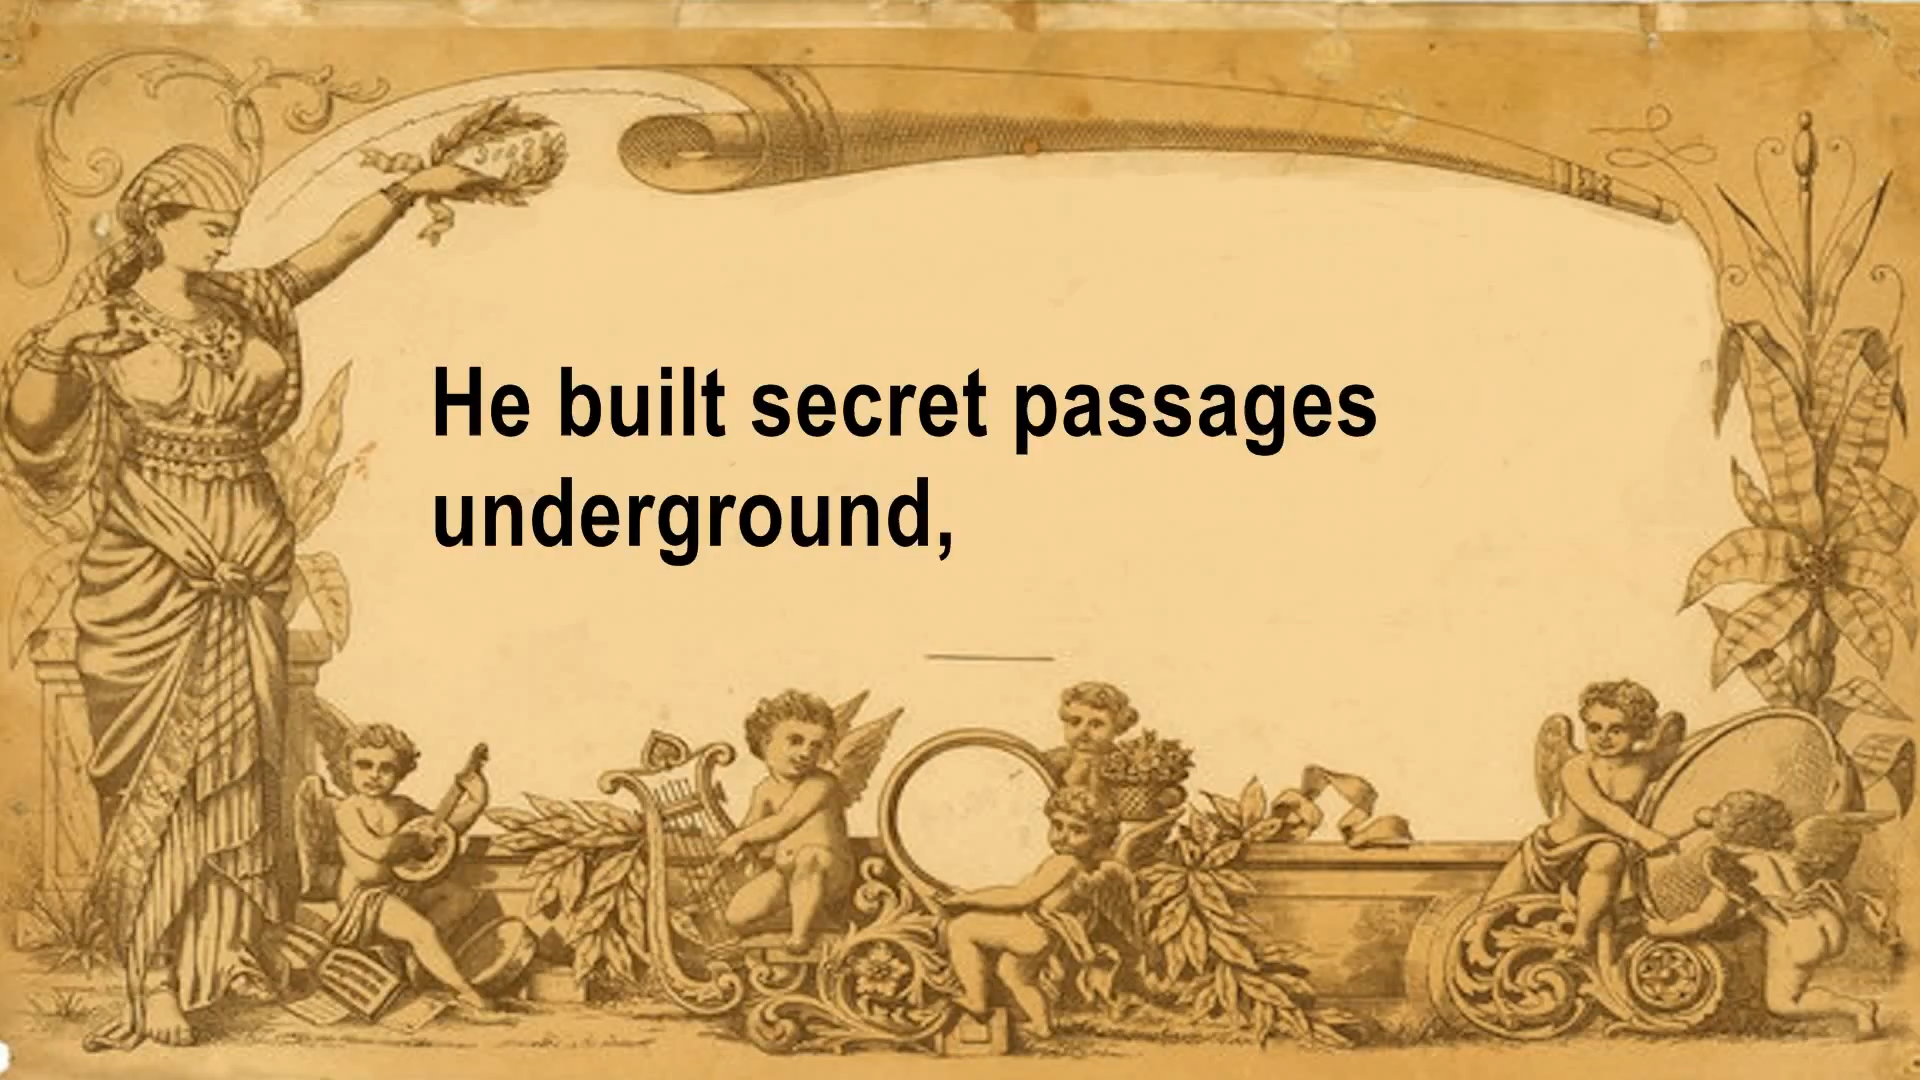 He built secret passages
underground,